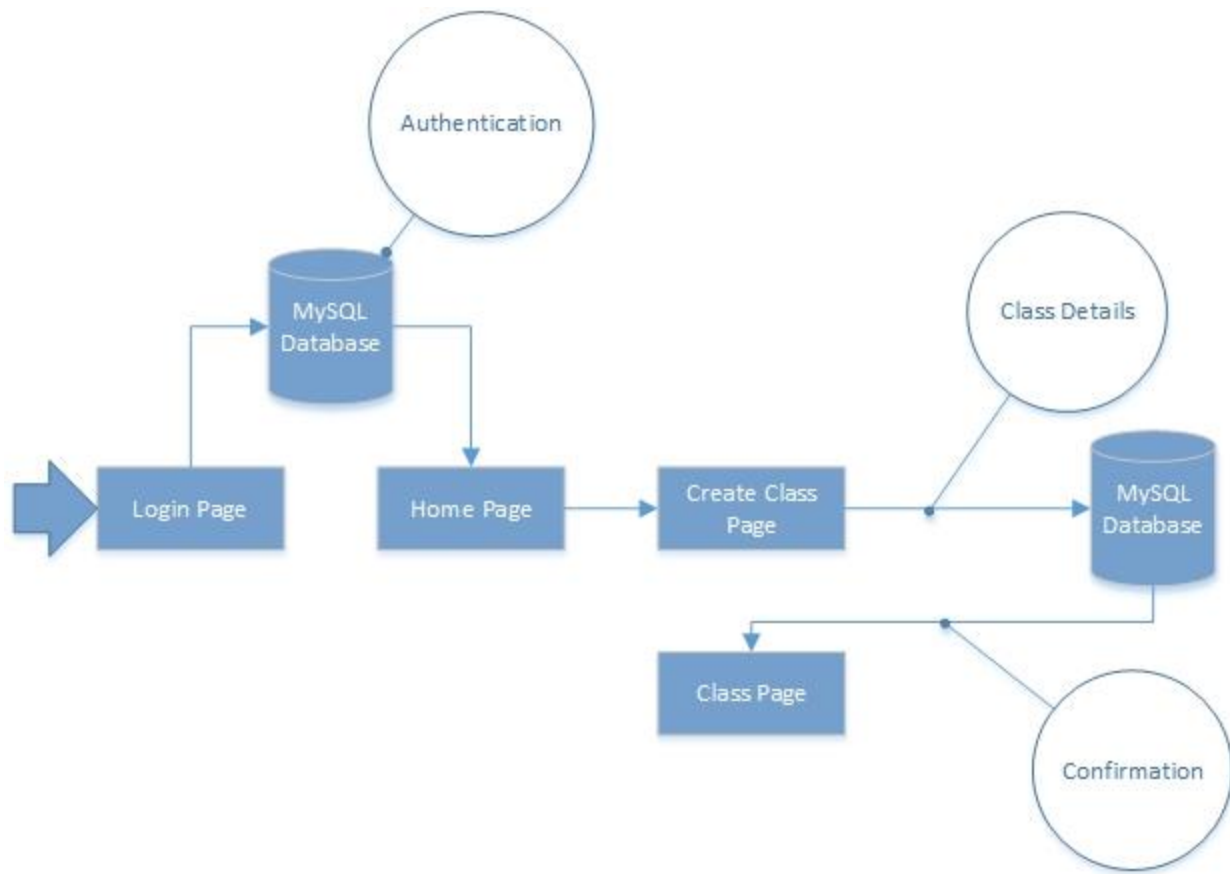 Authentication
MySQL
Database
Class Details
Login Page
Home Page
Create Class
Page
MySQL
Database
Class Page
Confirmation